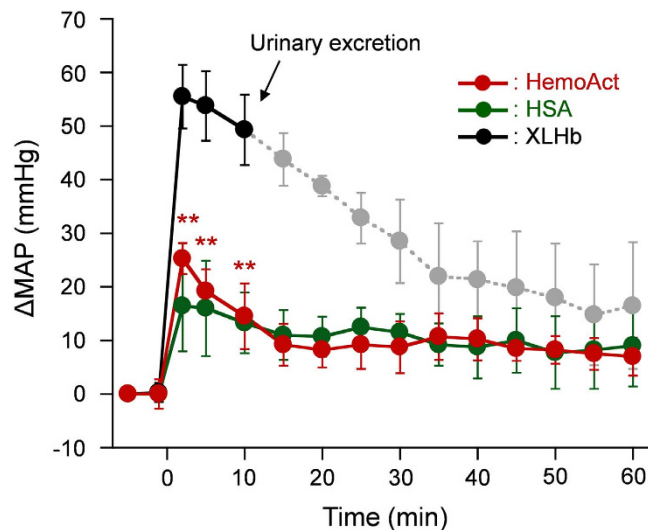 70
60
50
40
30
20
10
0
-10
ΔMAP (mmHg)
Urinary excretion
: HemoAct
: HSA
: XLHb
**
**
**
0 10 20 30 40 50 60
Time (min)